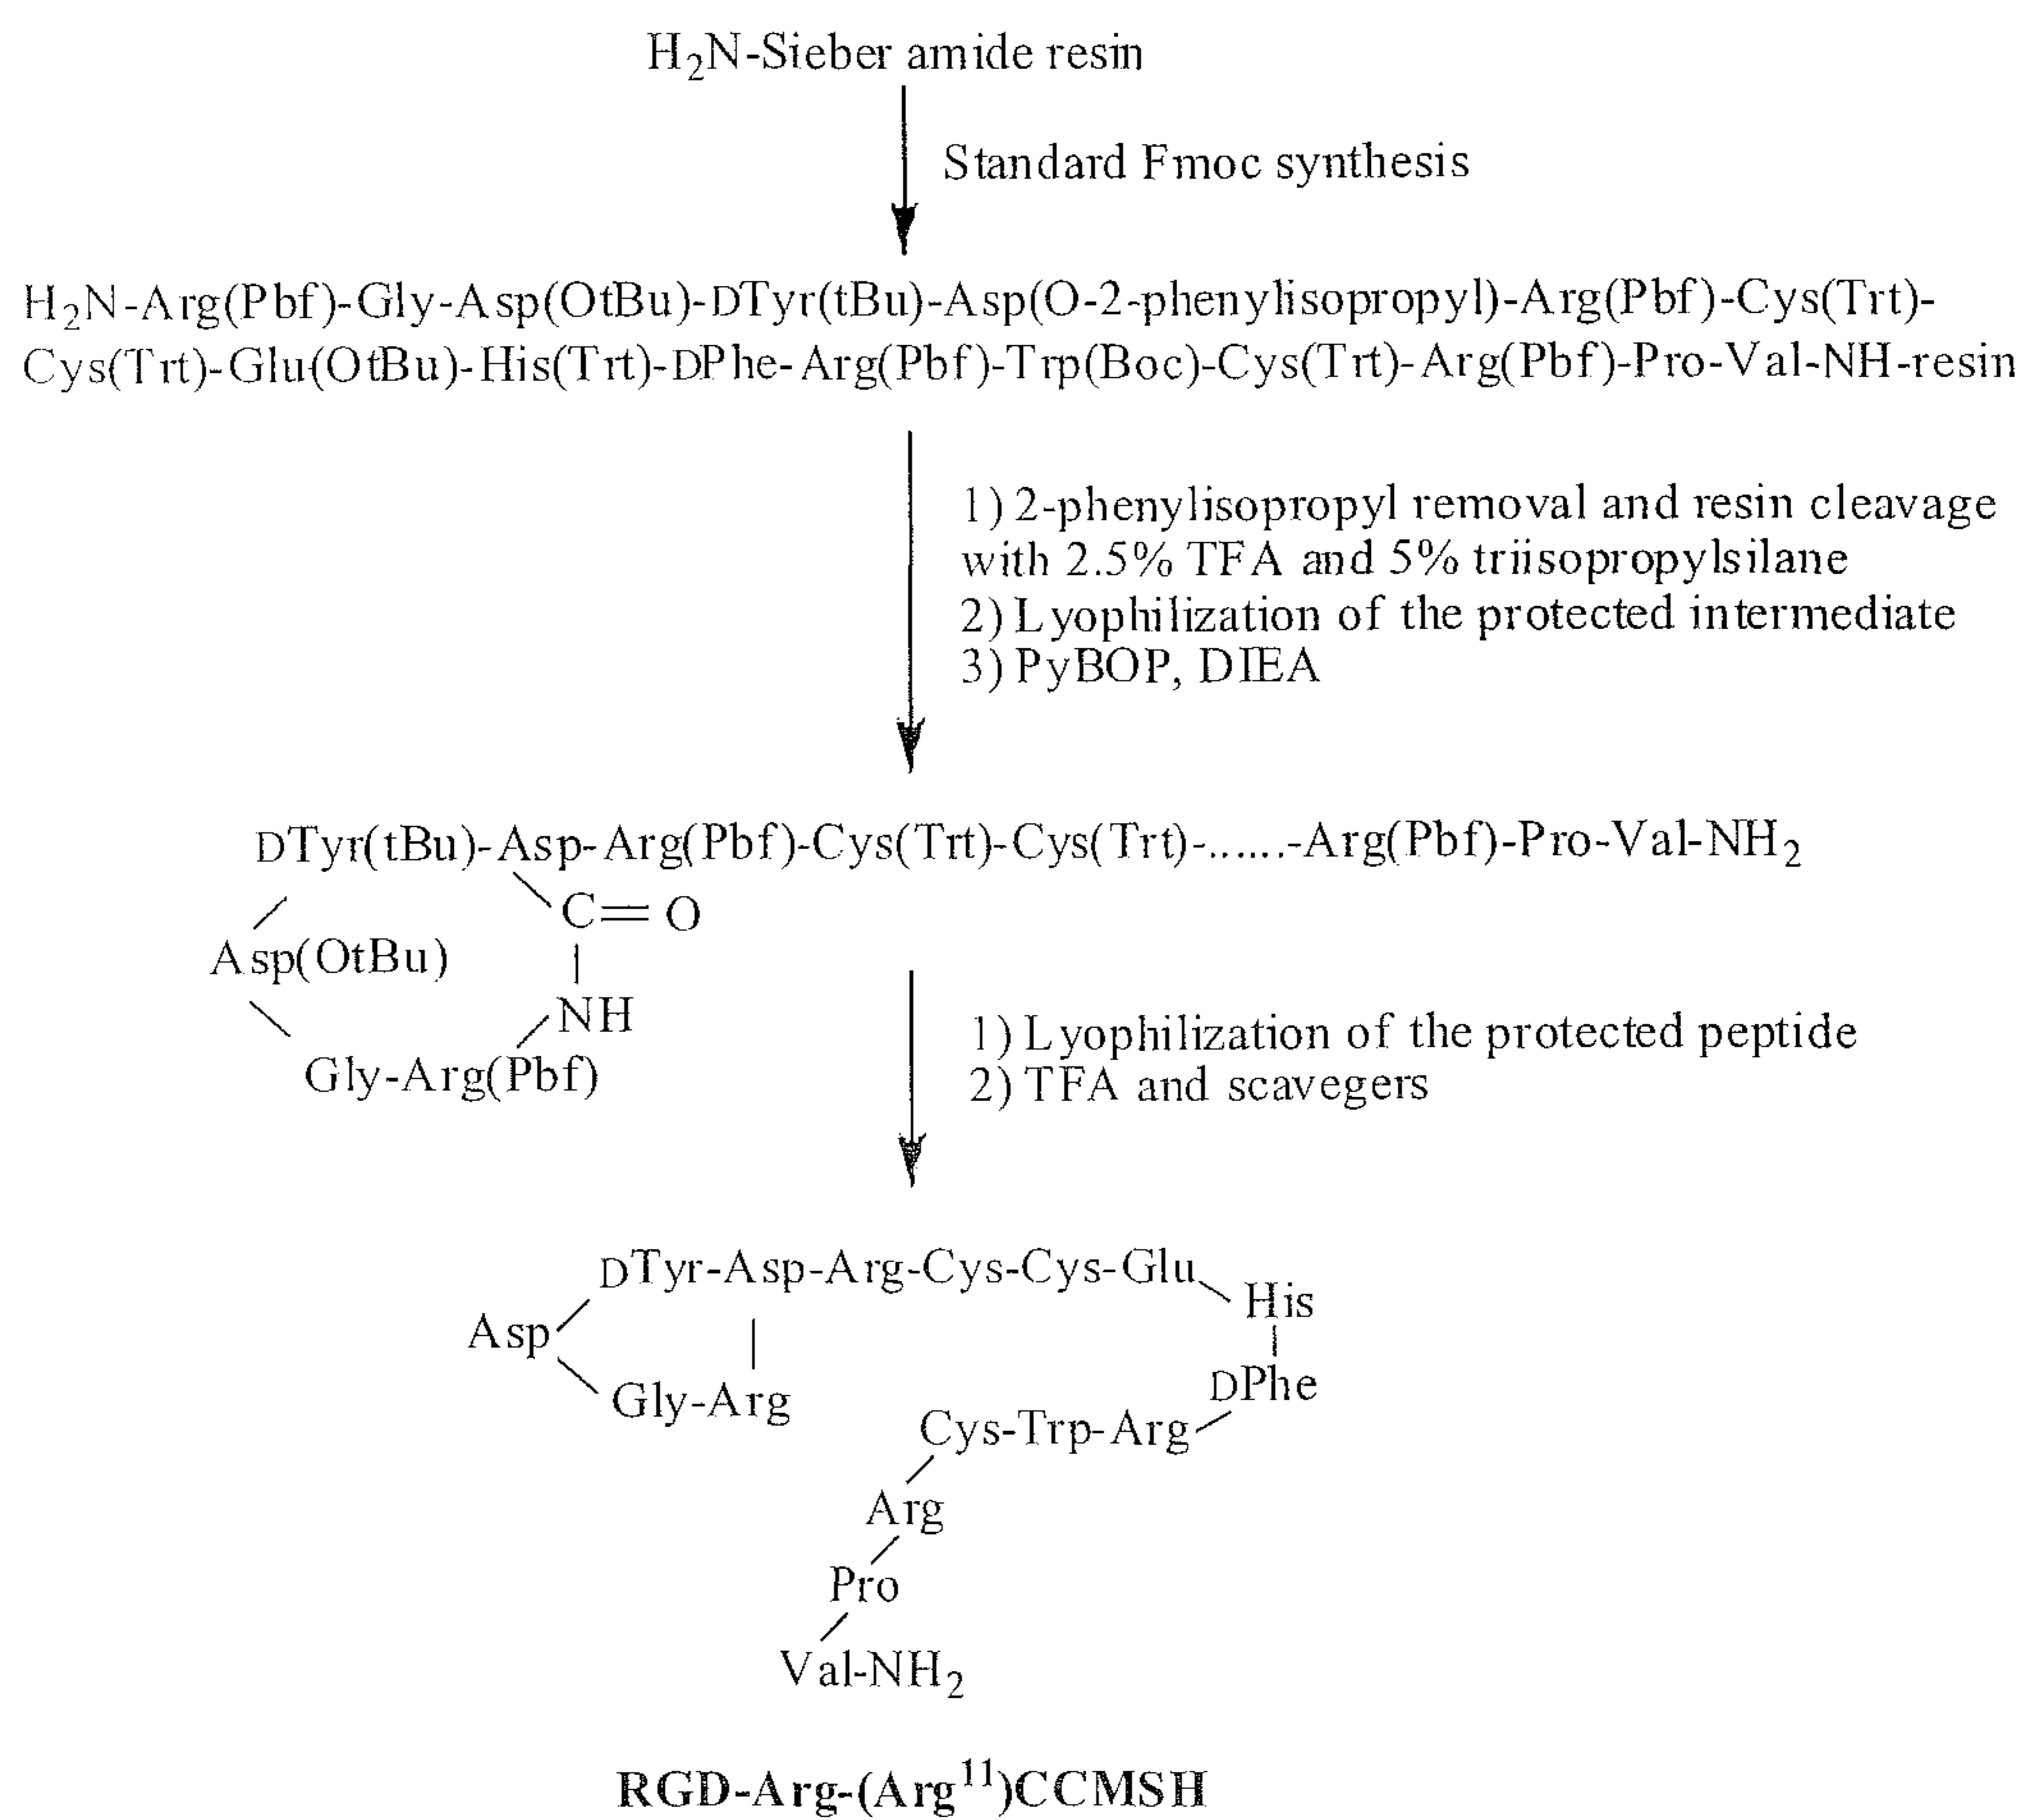 H₂N-Sieber amide resin
Standard Fmoc synthesis
H₂N-Arg(Pbf)-Gly-Asp(OtBu)-DTyr(tBu)-Asp(O-2-phenylisopropyl)-Arg(Pbf)-Cys(Trt)-
Cys(Trt)-Glu(OtBu)-His(Trt)-DPhe-Arg(Pbf)-Trp(Boc)-Cys(Trt)-Arg(Pbf)-Pro-Val-NH-resin
1) 2-phenylisopropyl removal and resin cleavage
with 2.5% TFA and 5% triisopropylsilane
2) Lyophilization of the protected intermediate
3) PyBOP, DIEA
DTyr(tBu)-Asp-Arg(Pbf)-Cys(Trt)-Cys(Trt)-......-Arg(Pbf)-Pro-Val-NH₂
C=O
Asp(OtBu)
NH
Gly-Arg(Pbf)
1) Lyophilization of the protected peptide
2) TFA and scavegers
DTyr-Asp-Arg-Cys-Cys-Glu
His
Asp
DPhe
Gly-Arg
Cys-Trp-Arg
Arg
Pro
Val-NH₂
RGD-Arg-(Arg¹¹)CCMSH